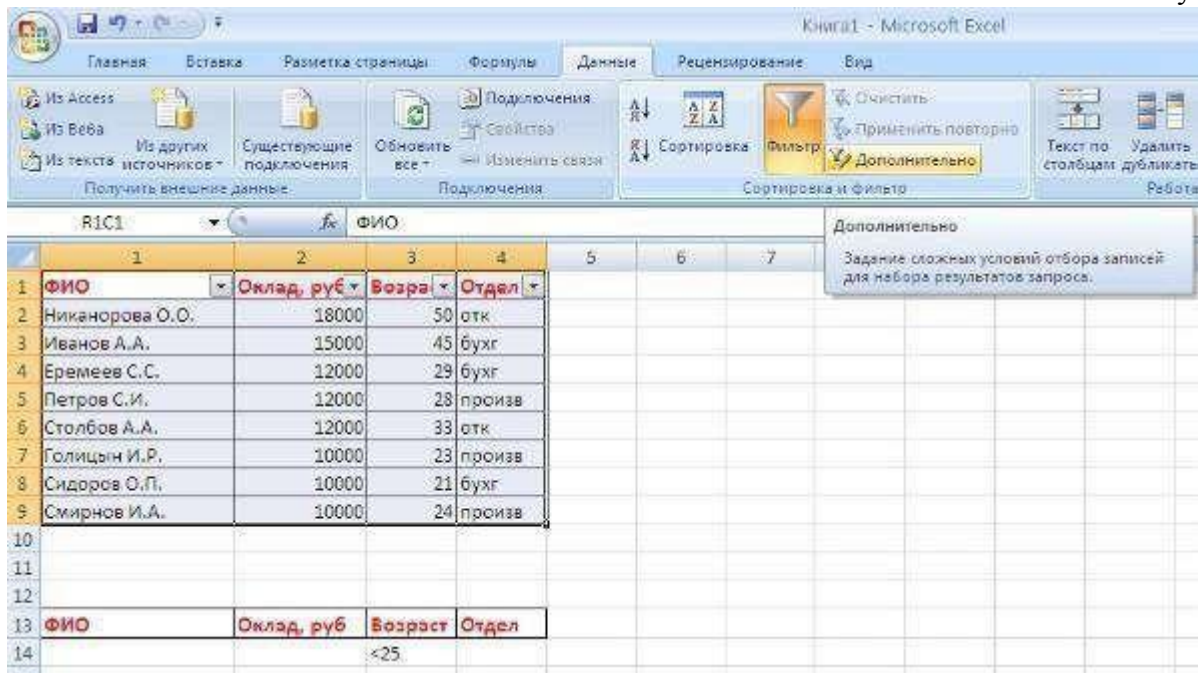 у
Книга1 - Microsoft Excel
Главная Вставка Разметка страницы Формулы Данные Рецензирование Вид
Из Access
Из Веба
Из текста
Из других источников
Существующие подключения
Получить внешние данные
Обновить все
Подключения
Свойства
Изменить связи
Подключения
А
Я
Я
А
А Я
Я А
Сортировка
Фильтр
Очистить
Применить повторно
Дополнительно
Сортировка и фильтр
Текст по столбцам
Удалить дубликаты
Работа
R1C1 fx ФИО
Дополнительно
Задание сложных условий отбора записей
для набора результатов запроса.
1 2 3 4 5 6 7
1 ФИО Оклад, руб Возра Отдел
2 Никанорова О.О. 18000 50 отк
3 Иванов А.А. 15000 45 бухг
4 Еремеев С.С. 12000 29 бухг
5 Петров С.И. 12000 28 произв
6 Столбов А.А. 12000 33 отк
7 Голицын И.Р. 10000 23 произв
8 Сидоров О.П. 10000 21 бухг
9 Смирнов И.А. 10000 24 произв
10
11
12
13 ФИО Оклад, руб Возраст Отдел
14 <25